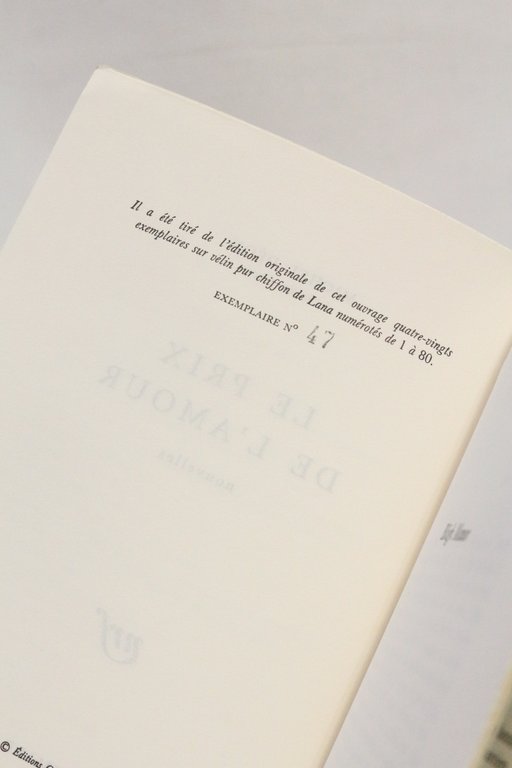 Il a été tiré de l'édition originale de cet ouvrage quatre-vingts
exemplaires sur vélin pur chiffon de Lana numérotés de 1 à 80.
EXEMPLAIRE N° 47
LE PRIX
DE L'AMOUR
nouvelles
nrf
© Éditions